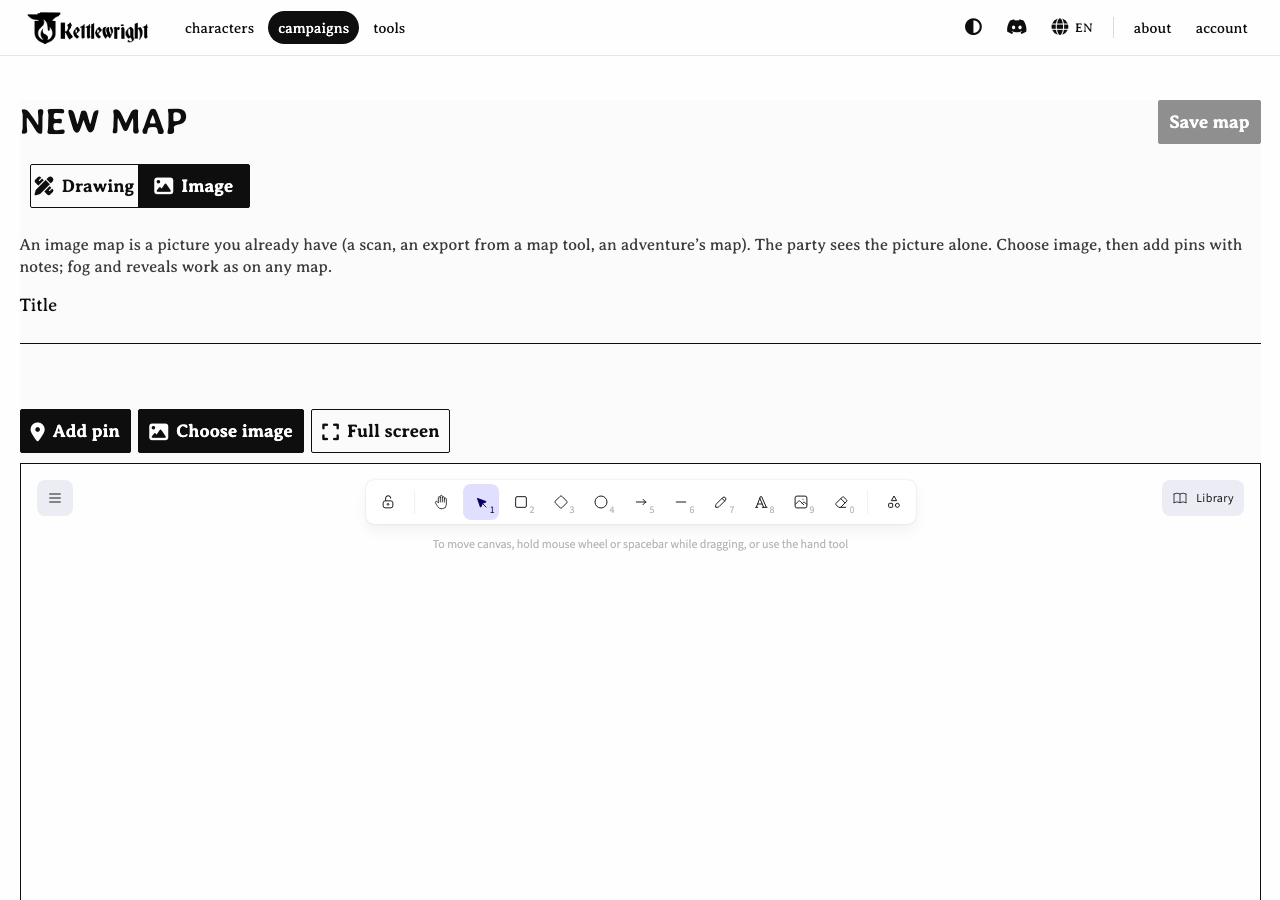 Kettlewright
characters
campaigns
tools
EN
about
account
NEW MAP
Save map
Drawing
Image
An image map is a picture you already have (a scan, an export from a map tool, an adventure’s map). The party sees the picture alone. Choose image, then add pins with
notes; fog and reveals work as on any map.
Title
Add pin
Choose image
Full screen
1
2
3
4
5
6
7
A
8
9
0
Library
To move canvas, hold mouse wheel or spacebar while dragging, or use the hand tool